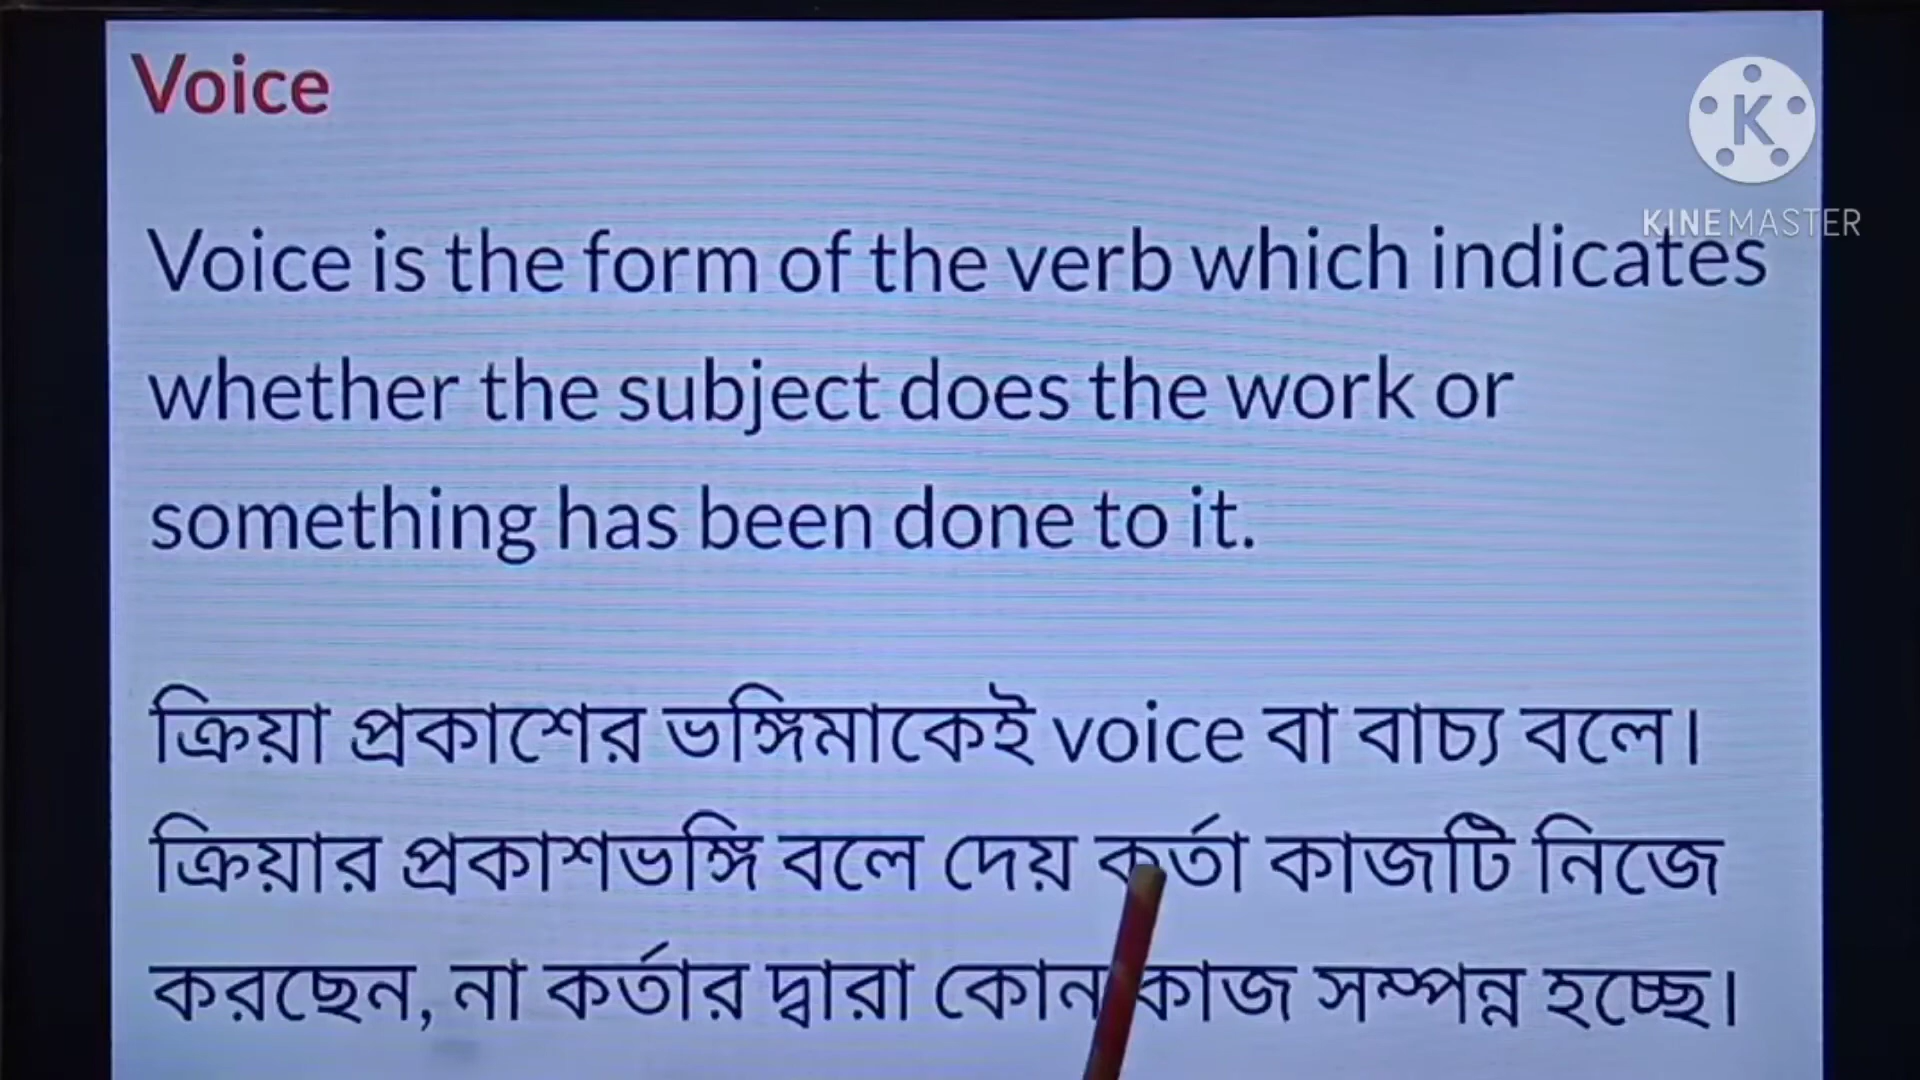 Voice
K
KINEMASTER
Voice is the form of the verb which indicates
whether the subject does the work or
something has been done to it.
ক্রিয়া প্রকাশের ভঙ্গিমাকেই voice বা বাচ্য বলে।
ক্রিয়ার প্রকাশভঙ্গি বলে দেয় কর্তা কাজটি নিজে
করছেন, না কর্তার দ্বারা কোন কাজ সম্পন্ন হচ্ছে।